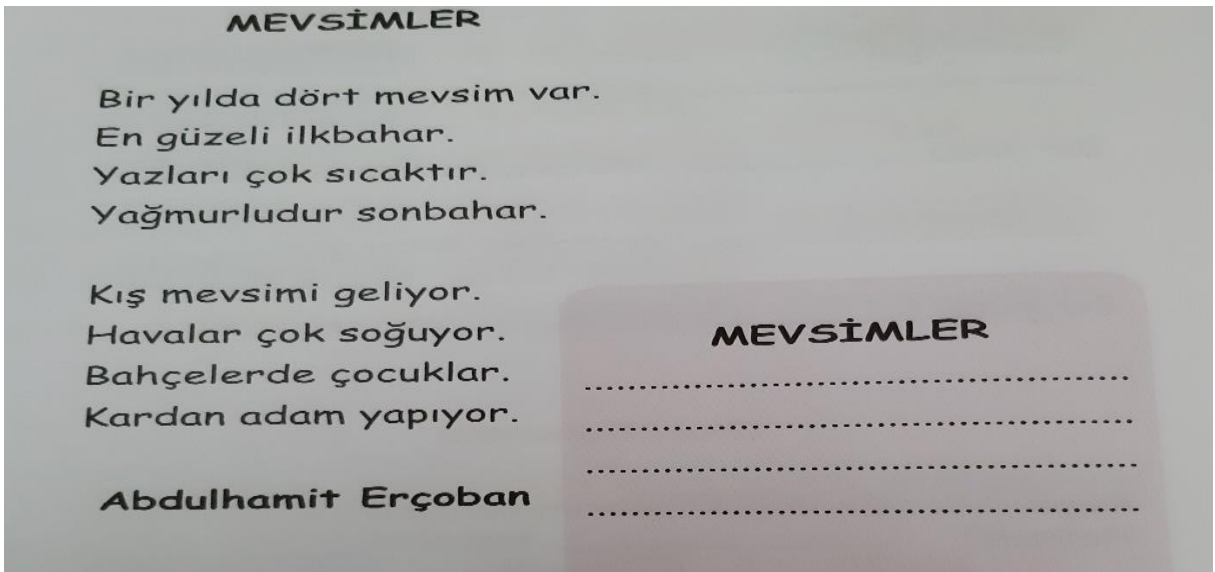 MEVSİMLER
Bir yılda dört mevsim var.
En güzeli ilkbahar.
Yazları çok sıcaktır.
Yağmurludur sonbahar.
Kış mevsimi geliyor.
Havalar çok soğuyor.
Bahçelerde çocuklar.
Kardan adam yapıyor.
Abdulhamit Erçoban
MEVSİMLER